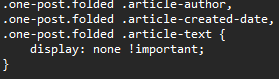 .one-post.folded .article-author,
.one-post.folded .article-created-date,
.one-post.folded .article-text {
    display: none !important;
}